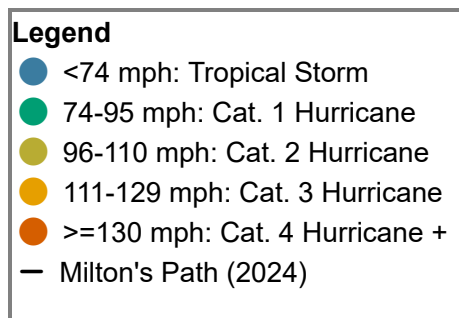 Legend
<74 mph: Tropical Storm
74-95 mph: Cat. 1 Hurricane
96-110 mph: Cat. 2 Hurricane
111-129 mph: Cat. 3 Hurricane
>=130 mph: Cat. 4 Hurricane +
Milton's Path (2024)